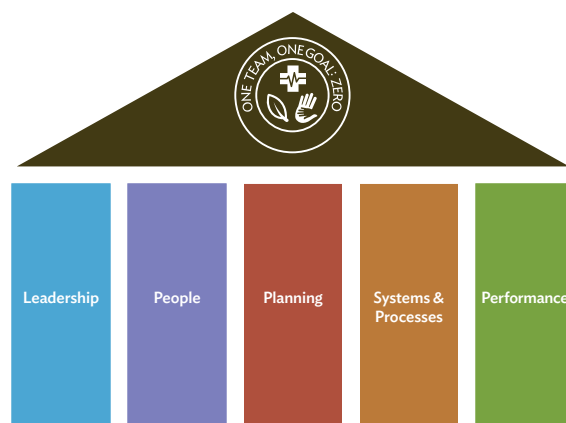 ONE TEAM, ONE GOAL: ZERO
Leadership
People
Planning
Systems &
Processes
Performance